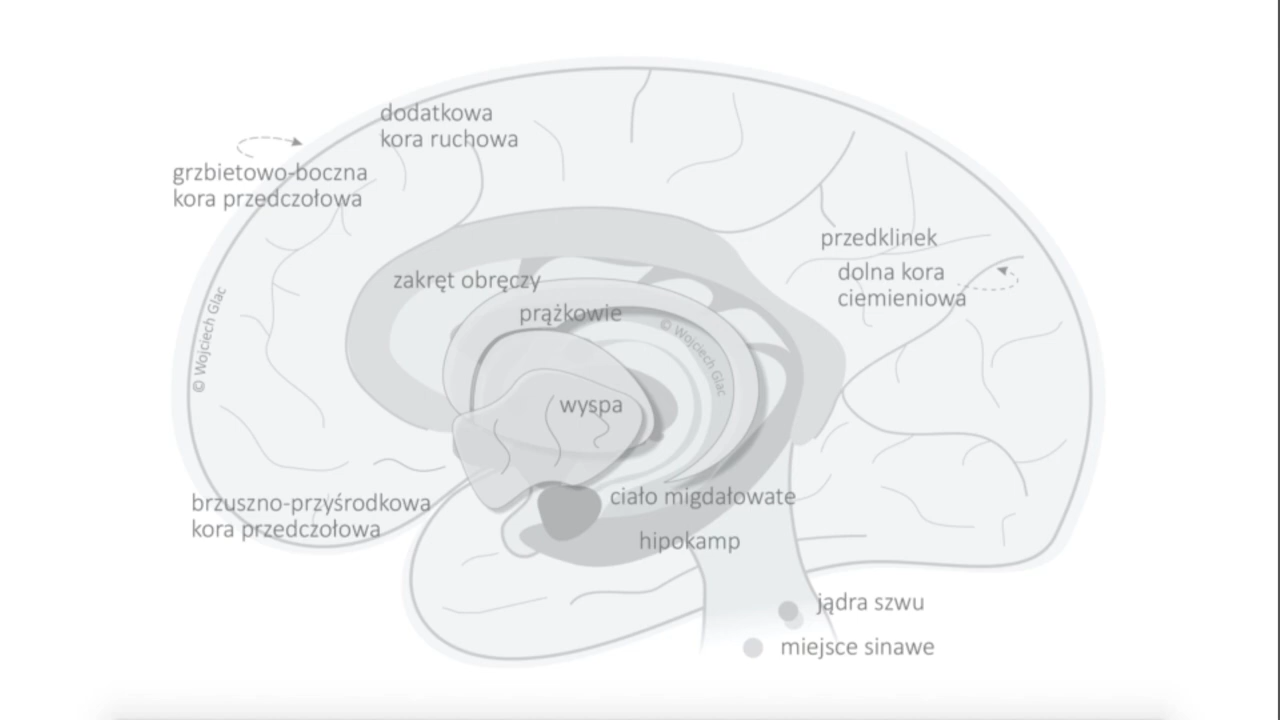 dodatkowa
kora ruchowa
grzbietowo-boczna
kora przedczołowa
przedklinek
dolna kora
ciemieniowa
zakręt obręczy
prążkowie
© Wojciech Glac
© Wojciech Glac
wyspa
brzuszno-przyśrodkowa
kora przedczołowa
ciało migdałowate
hipokamp
jądra szwu
miejsce sinawe